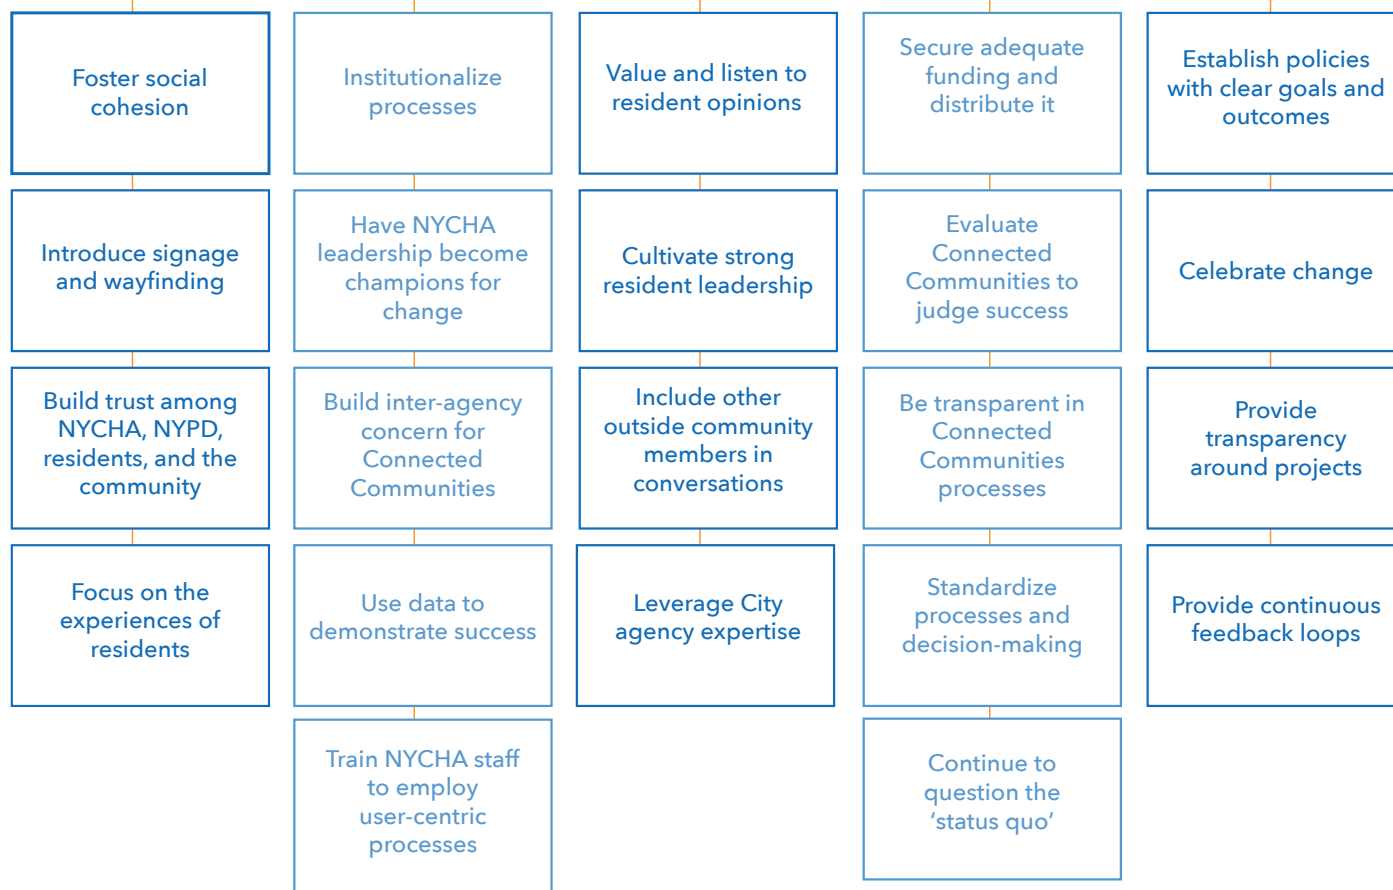 Foster social
cohesion
Institutionalize
processes
Value and listen to
resident opinions
Secure adequate
funding and
distribute it
Establish policies
with clear goals and
outcomes
Introduce signage
and wayfinding
Have NYCHA
leadership become
champions for
change
Cultivate strong
resident leadership
Evaluate
Connected
Communities to
judge success
Celebrate change
Build trust among
NYCHA, NYPD,
residents, and the
community
Build inter-agency
concern for
Connected
Communities
Include other
outside community
members in
conversations
Be transparent in
Connected
Communities
processes
Provide
transparency
around projects
Focus on the
experiences of
residents
Use data to
demonstrate success
Leverage City
agency expertise
Standardize
processes and
decision-making
Provide continuous
feedback loops
Train NYCHA staff
to employ
user-centric
processes
Continue to
question the
‘status quo’